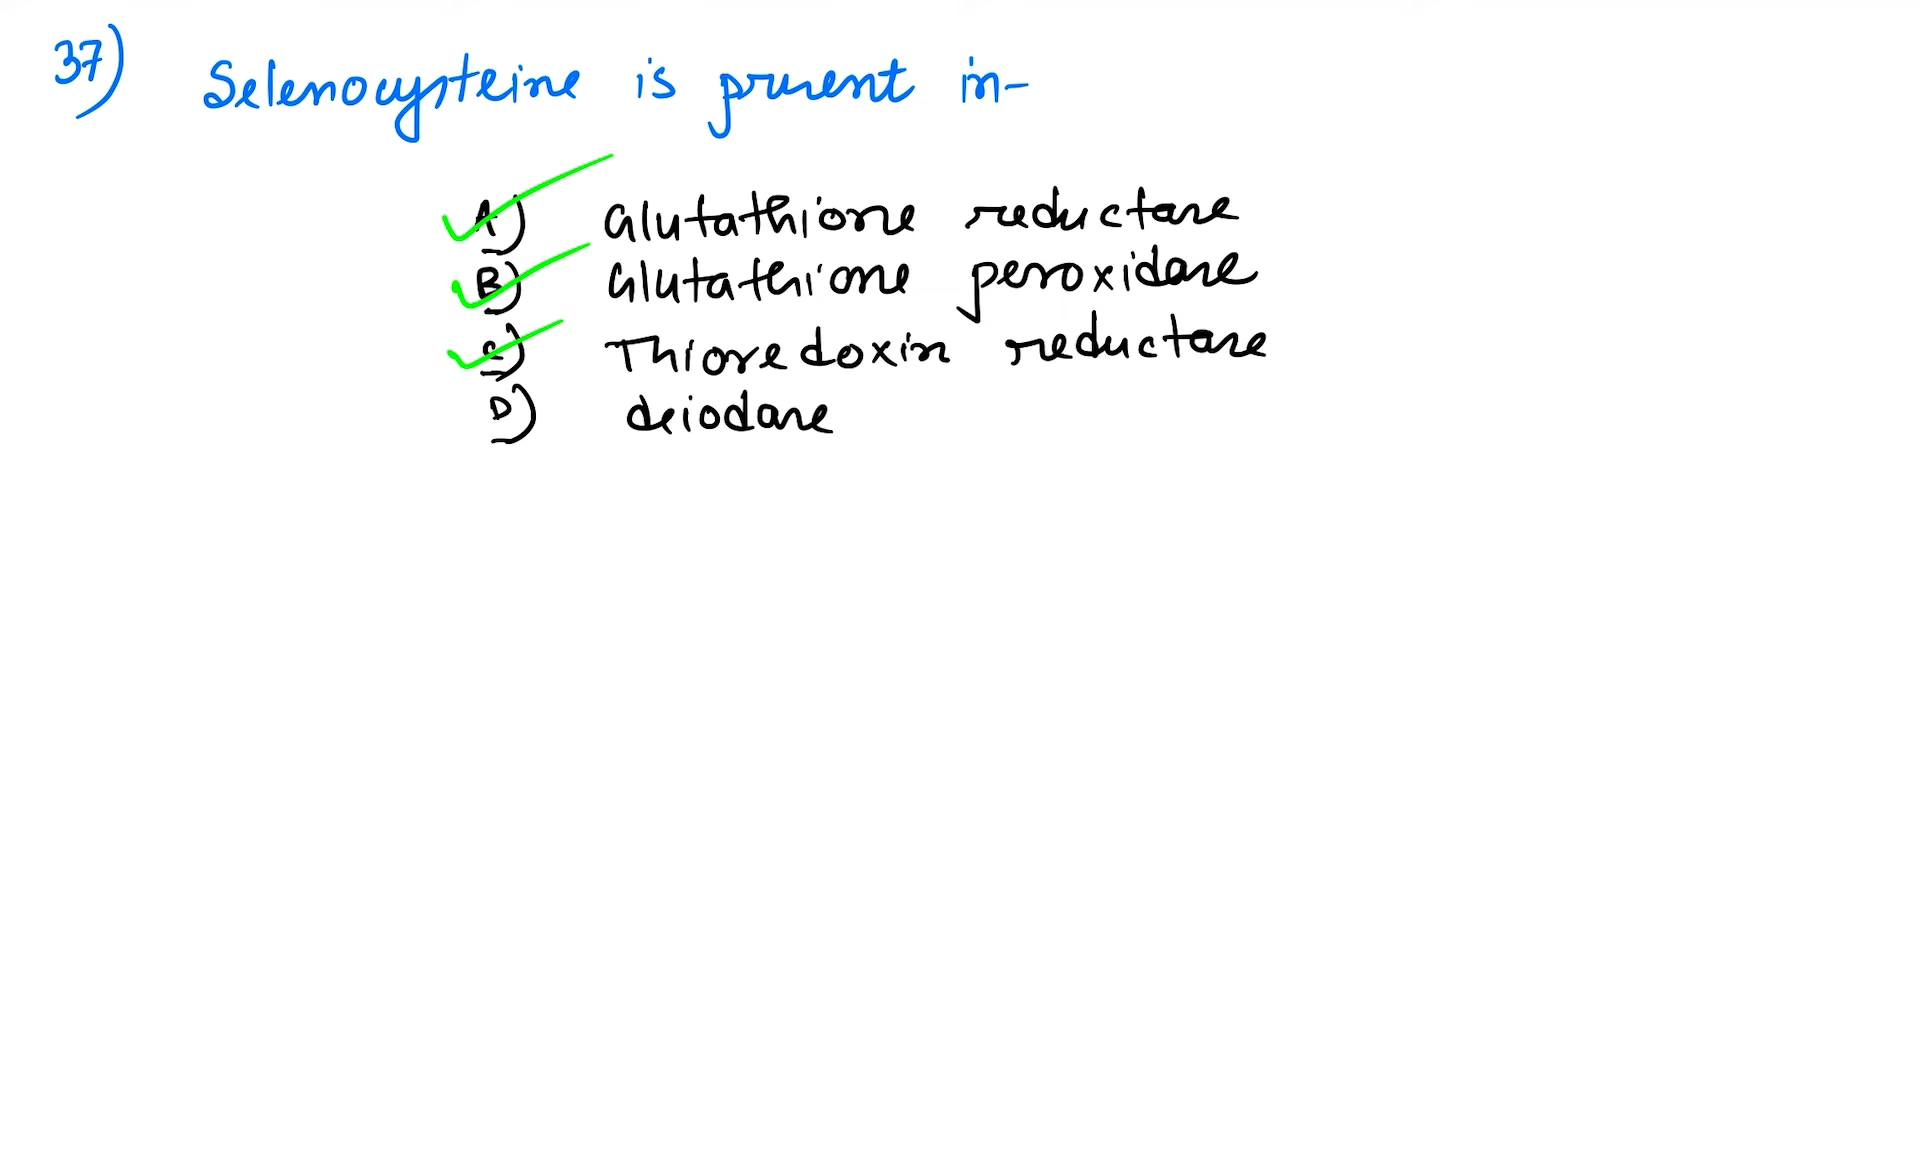 37) Selenocysteine is present in-
A) Glutathione reductase
B) Glutathione peroxidase
C) Thioredoxin reductase
D) deiodase